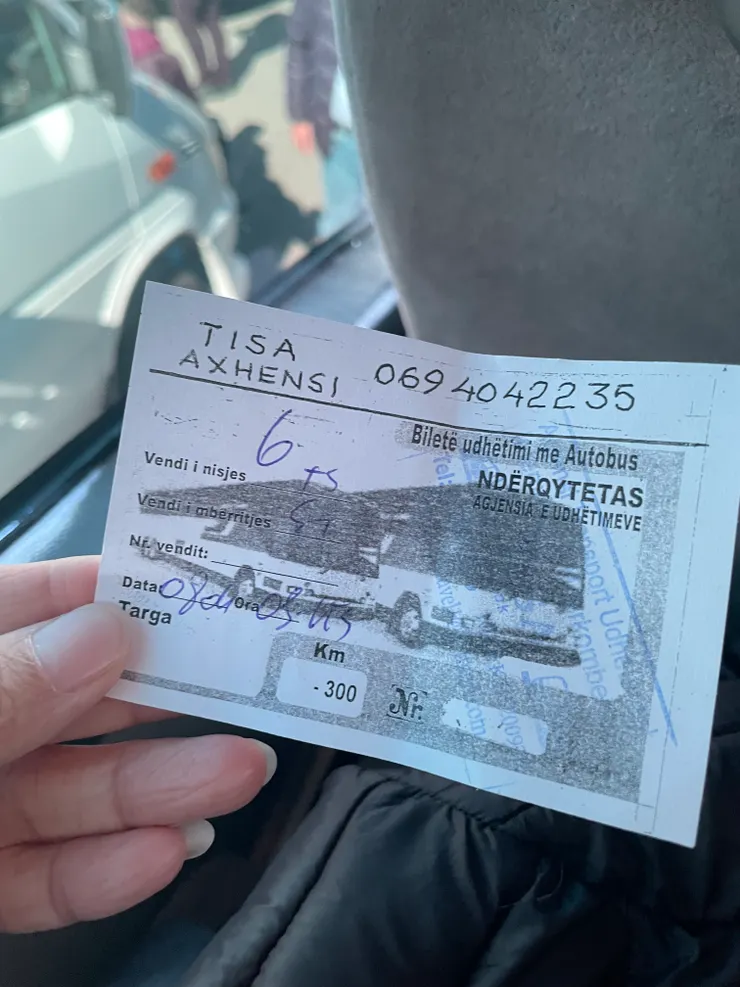 TISA
AXHENSI 0694042235
Biletë udhëtimi me Autobus
NDËRQYTETAS
AGJENSIA E UDHËTIMEVE
6
Vendi i nisjes
Vendi i mberritjes
Nr. vendit:
Data Ora
Targa
Km
- 300
Nr.